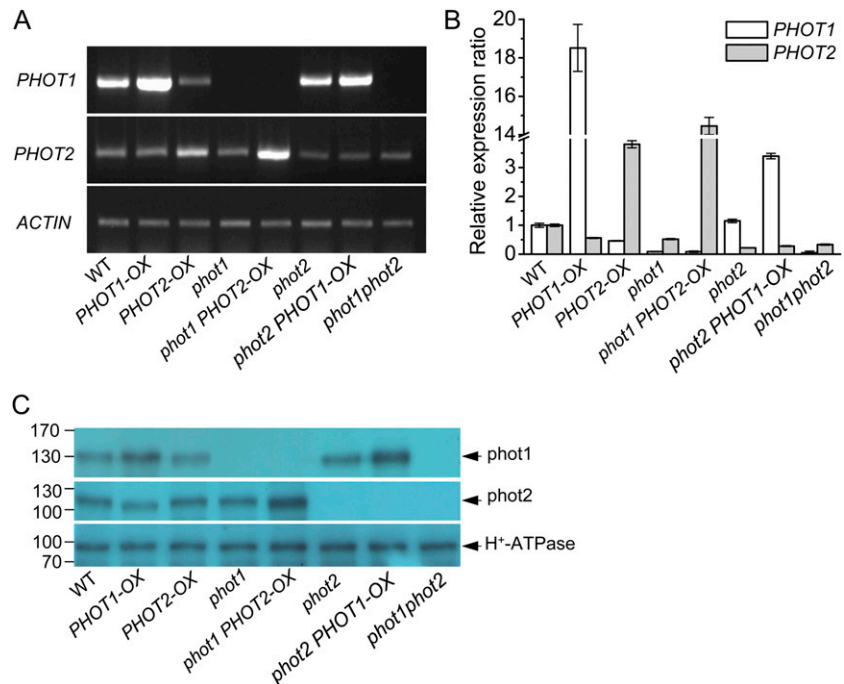 A
PHOT1
PHOT2
ACTIN
WT
PHOT1-OX
PHOT2-OX
phot1
phot1 PHOT2-OX
phot2
phot2 PHOT1-OX
phot1phot2
B
Relative expression ratio
20
18
16
14
3
2
1
0
PHOT1
PHOT2
WT
PHOT1-OX
PHOT2-OX
phot1
phot1 PHOT2-OX
phot2
phot2 PHOT1-OX
phot1phot2
C
170
130
phot1
130
100
phot2
100
70
H⁺-ATPase
WT
PHOT1-OX
PHOT2-OX
phot1
phot1 PHOT2-OX
phot2
phot2 PHOT1-OX
phot1phot2